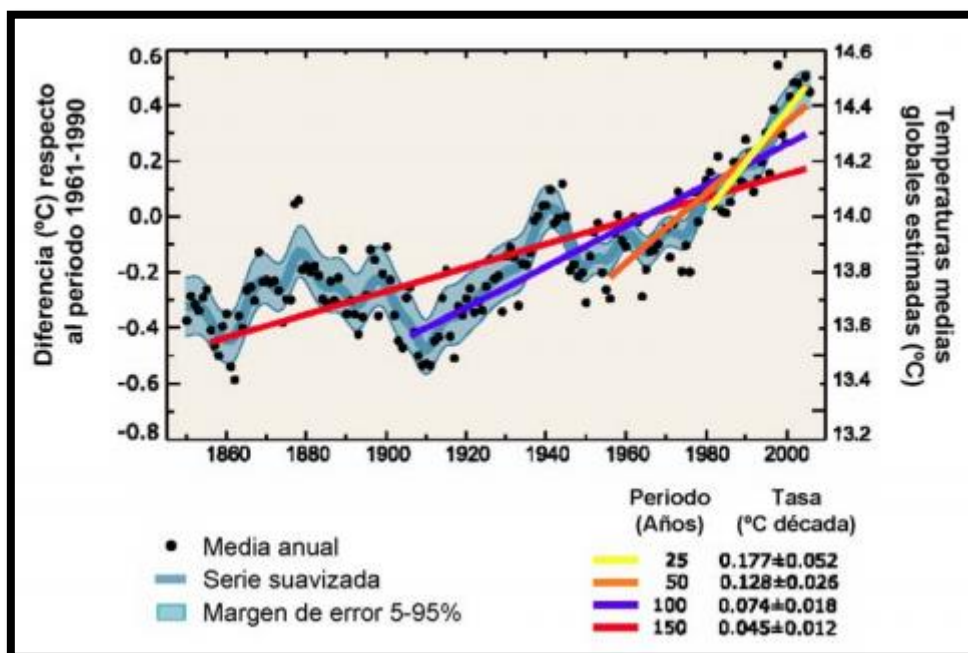 Diferencia (ºC) respecto
al periodo 1961-1990
0.6
0.4
0.2
0.0
-0.2
-0.4
-0.6
-0.8
14.6
14.4
14.2
14.0
13.8
13.6
13.4
13.2
Temperaturas medias
globales estimadas (ºC)
1860 1880 1900 1920 1940 1960 1980 2000
Media anual
Serie suavizada
Margen de error 5-95%
Periodo Tasa
(Años) (ºC década)
25 0.177±0.052
50 0.128±0.026
100 0.074±0.018
150 0.045±0.012